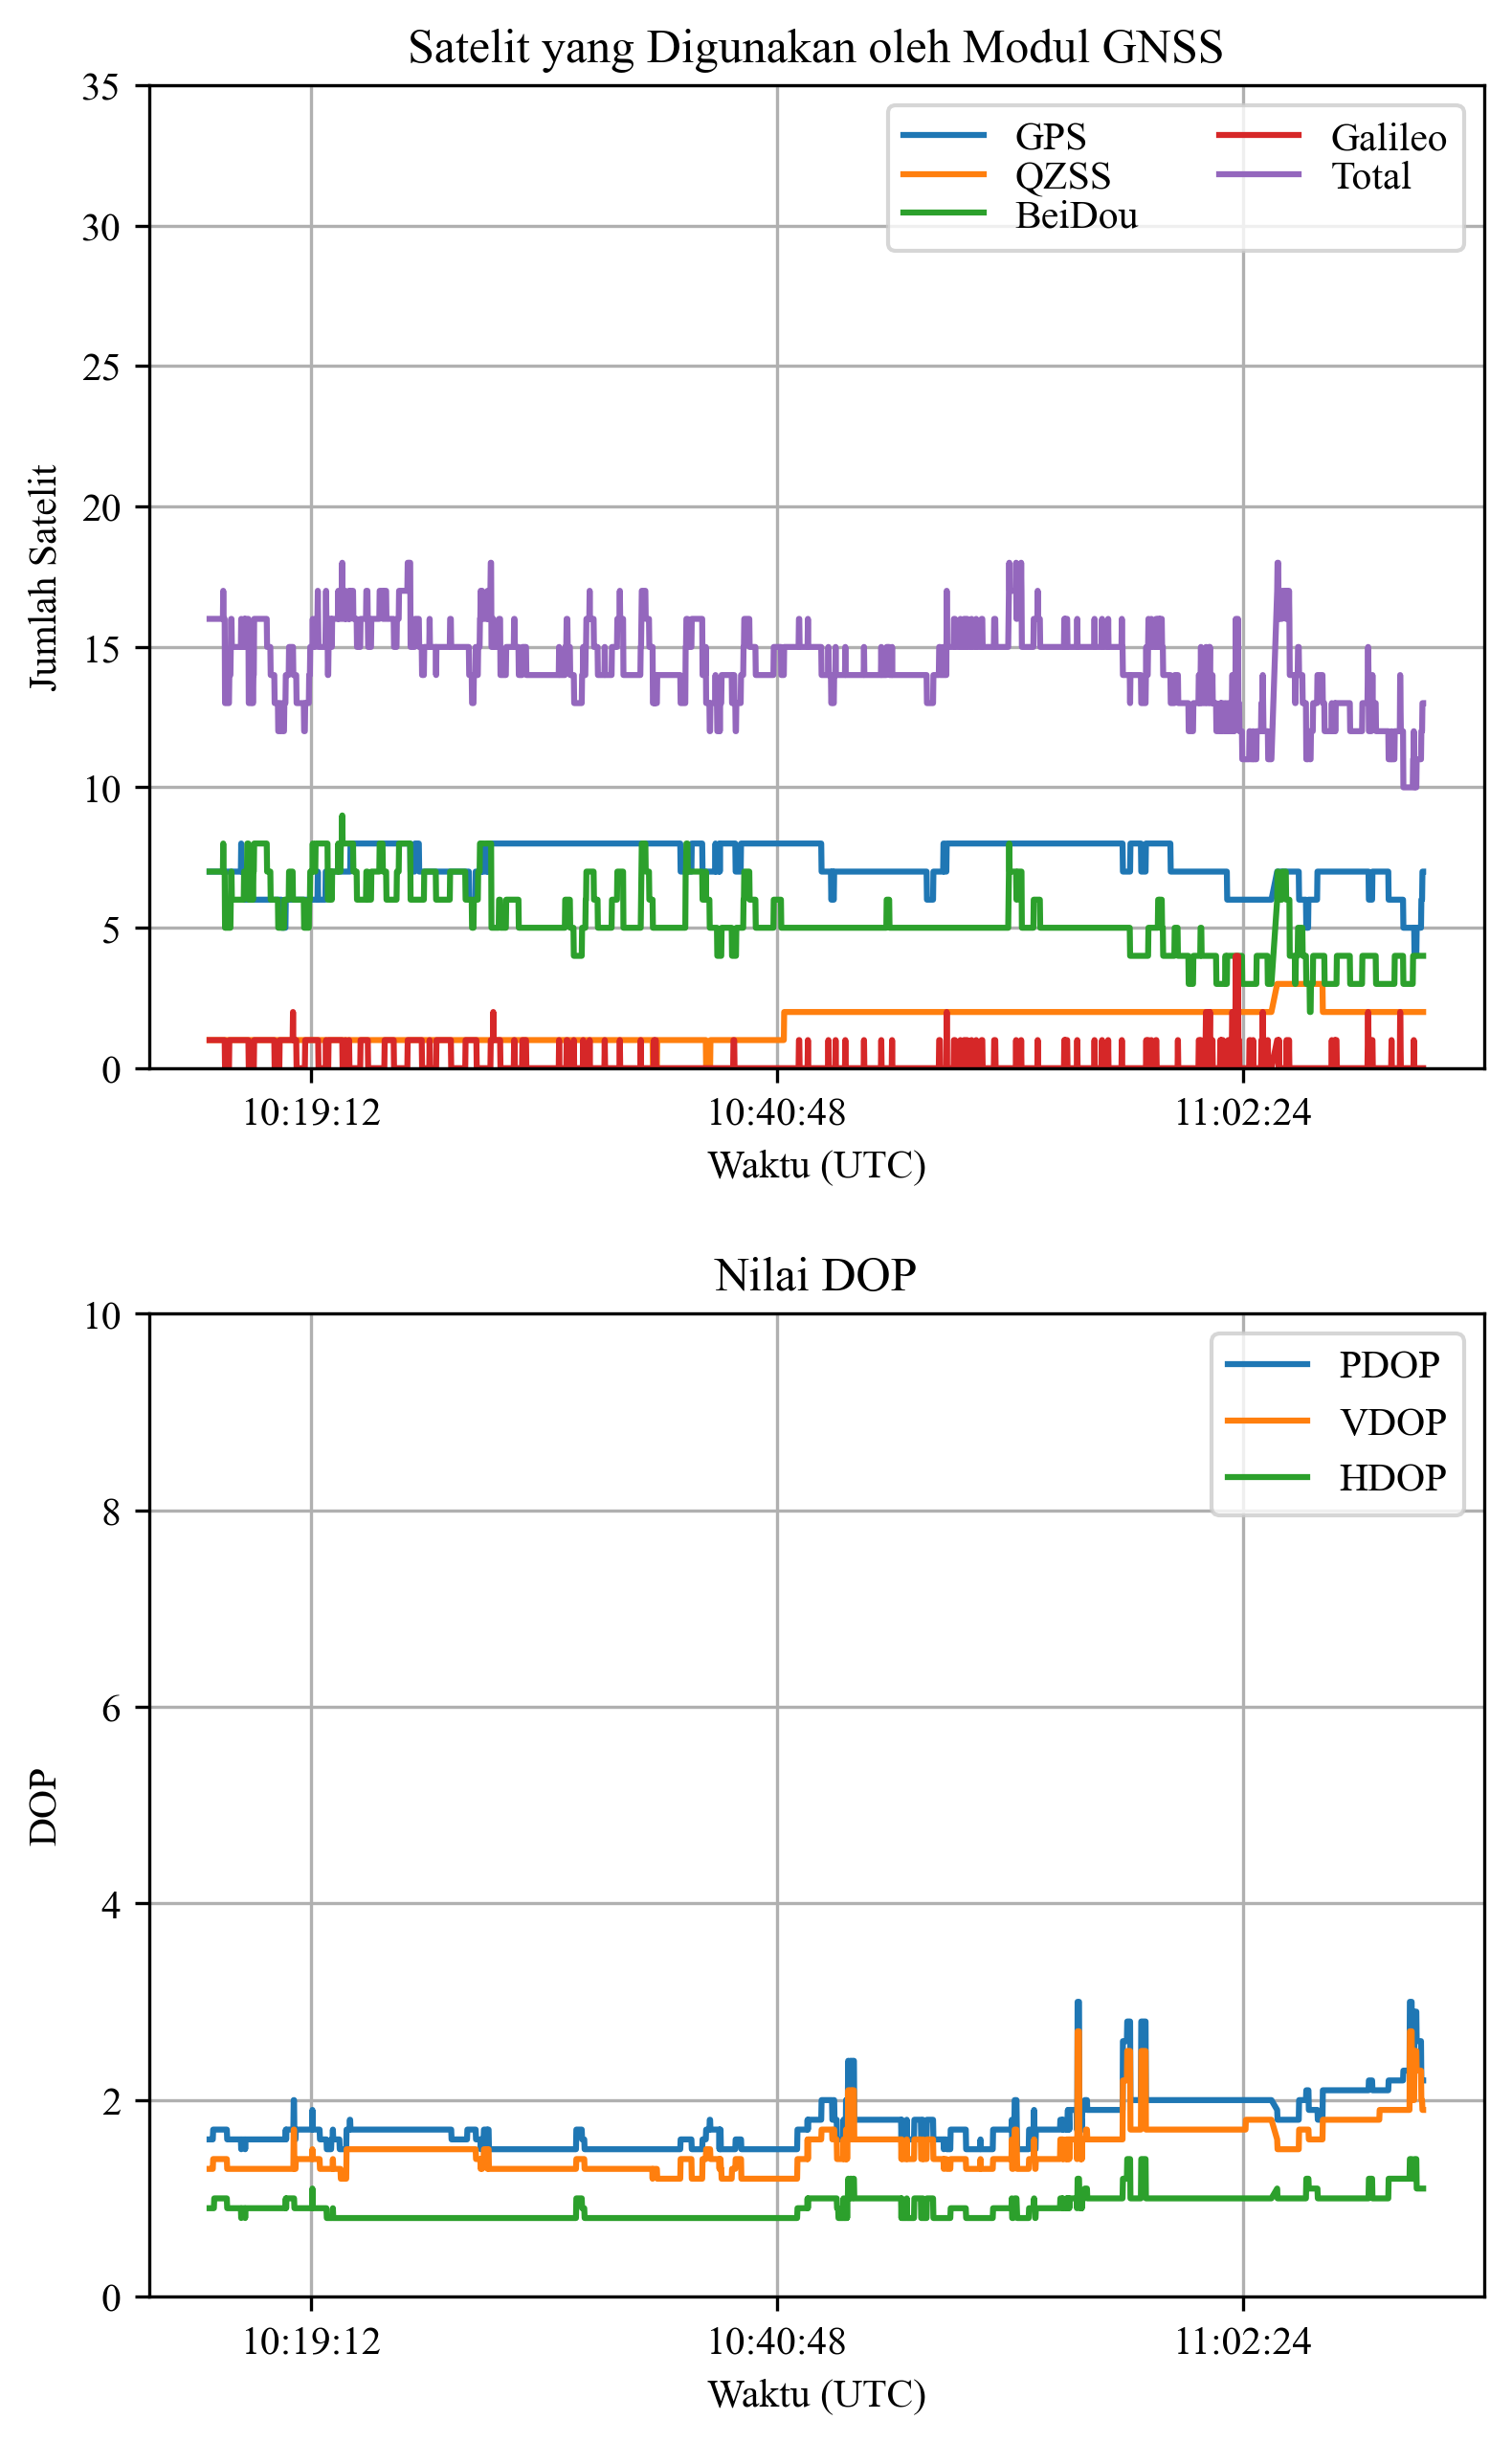 Satelit yang Digunakan oleh Modul GNSS
35
30
25
20
15
10
5
0
Jumlah Satelit
GPS
QZSS
BeiDou
Galileo
Total
10:19:12
10:40:48
11:02:24
Waktu (UTC)
Nilai DOP
10
8
6
4
2
0
DOP
PDOP
VDOP
HDOP
10:19:12
10:40:48
11:02:24
Waktu (UTC)